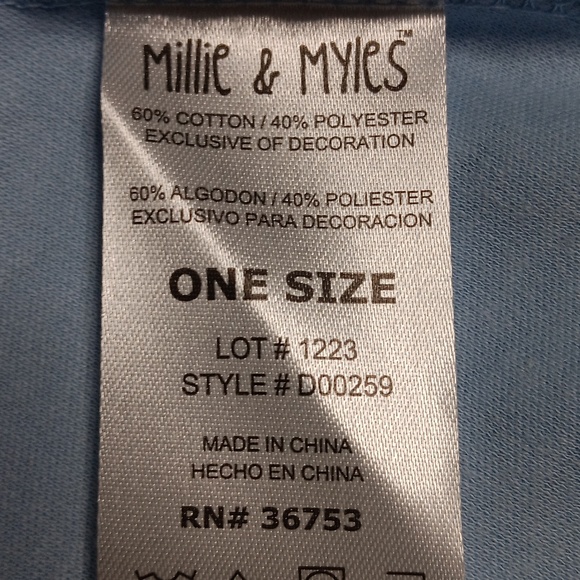 Millie & Myles™
60% COTTON / 40% POLYESTER
EXCLUSIVE OF DECORATION
60% ALGODON / 40% POLIESTER
EXCLUSIVO PARA DECORACION
ONE SIZE
LOT # 1223
STYLE # D00259
MADE IN CHINA
HECHO EN CHINA
RN# 36753